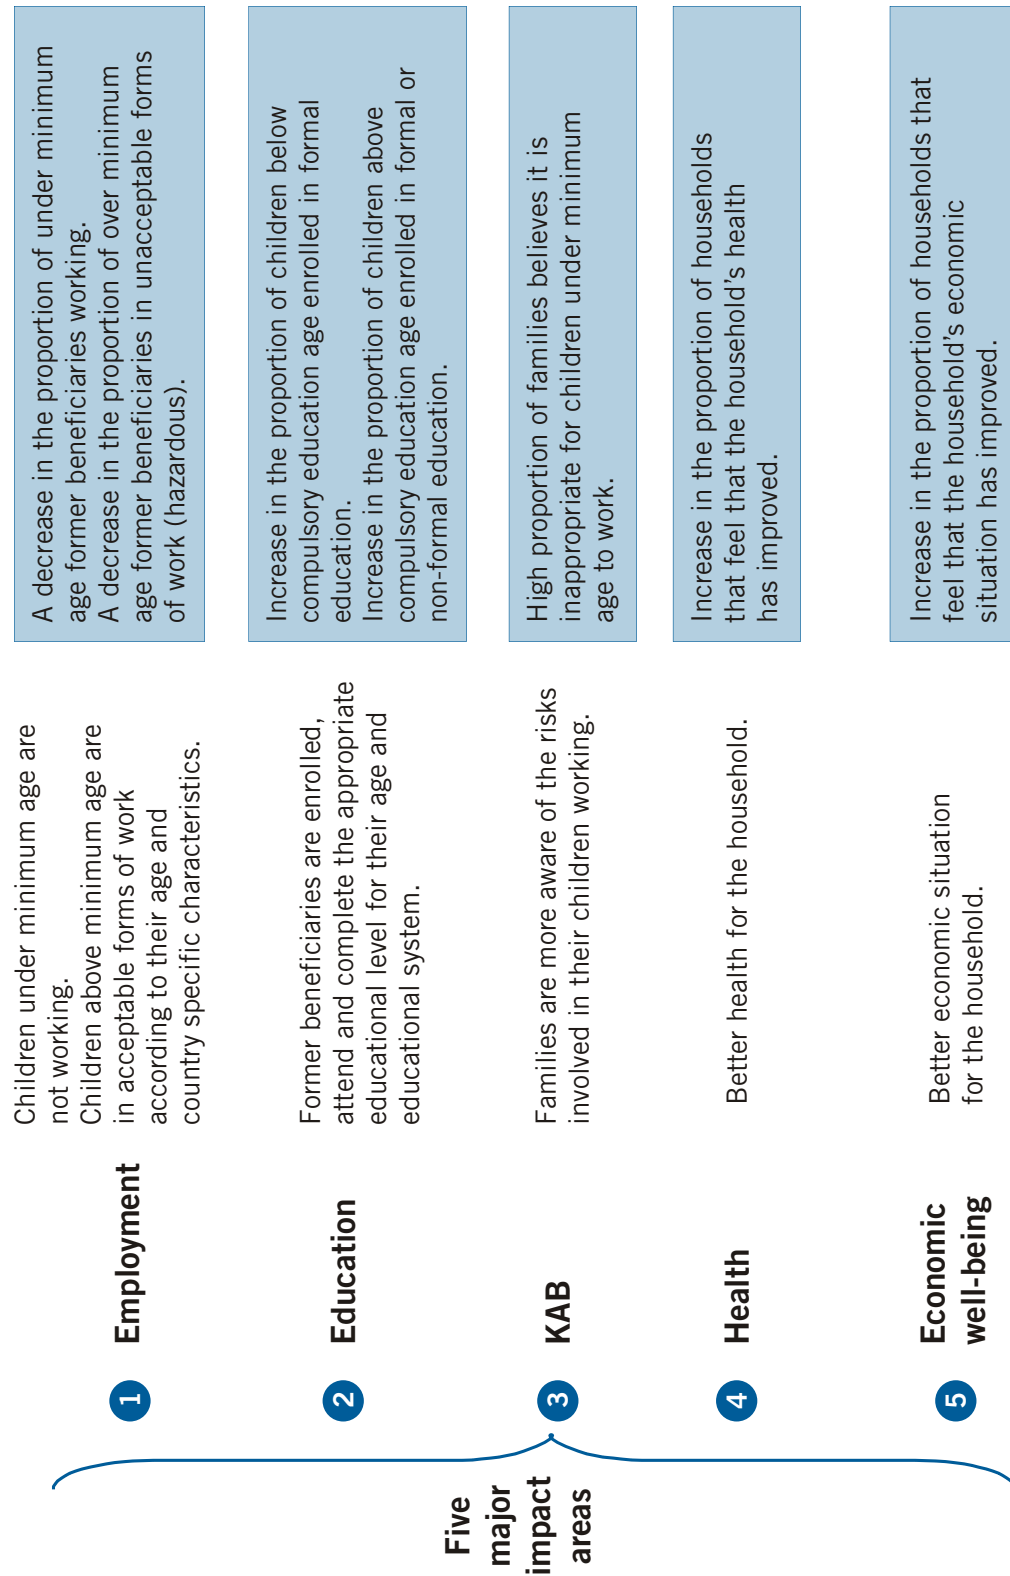 Five
major
impact
areas
1
Employment
Children under minimum age are
not working.
Children above minimum age are
in acceptable forms of work
according to their age and
country specific characteristics.
A decrease in the proportion of under minimum
age former beneficiaries working.
A decrease in the proportion of over minimum
age former beneficiaries in unacceptable forms
of work (hazardous).
2
Education
Former beneficiaries are enrolled,
attend and complete the appropriate
educational level for their age and
educational system.
Increase in the proportion of children below
compulsory education age enrolled in formal
education.
Increase in the proportion of children above
compulsory education age enrolled in formal or
non-formal education.
3
KAB
Families are more aware of the risks
involved in their children working.
High proportion of families believes it is
inappropriate for children under minimum
age to work.
4
Health
Better health for the household.
Increase in the proportion of households
that feel that the household's health
has improved.
5
Economic
well-being
Better economic situation
for the household.
Increase in the proportion of households that
feel that the household's economic
situation has improved.